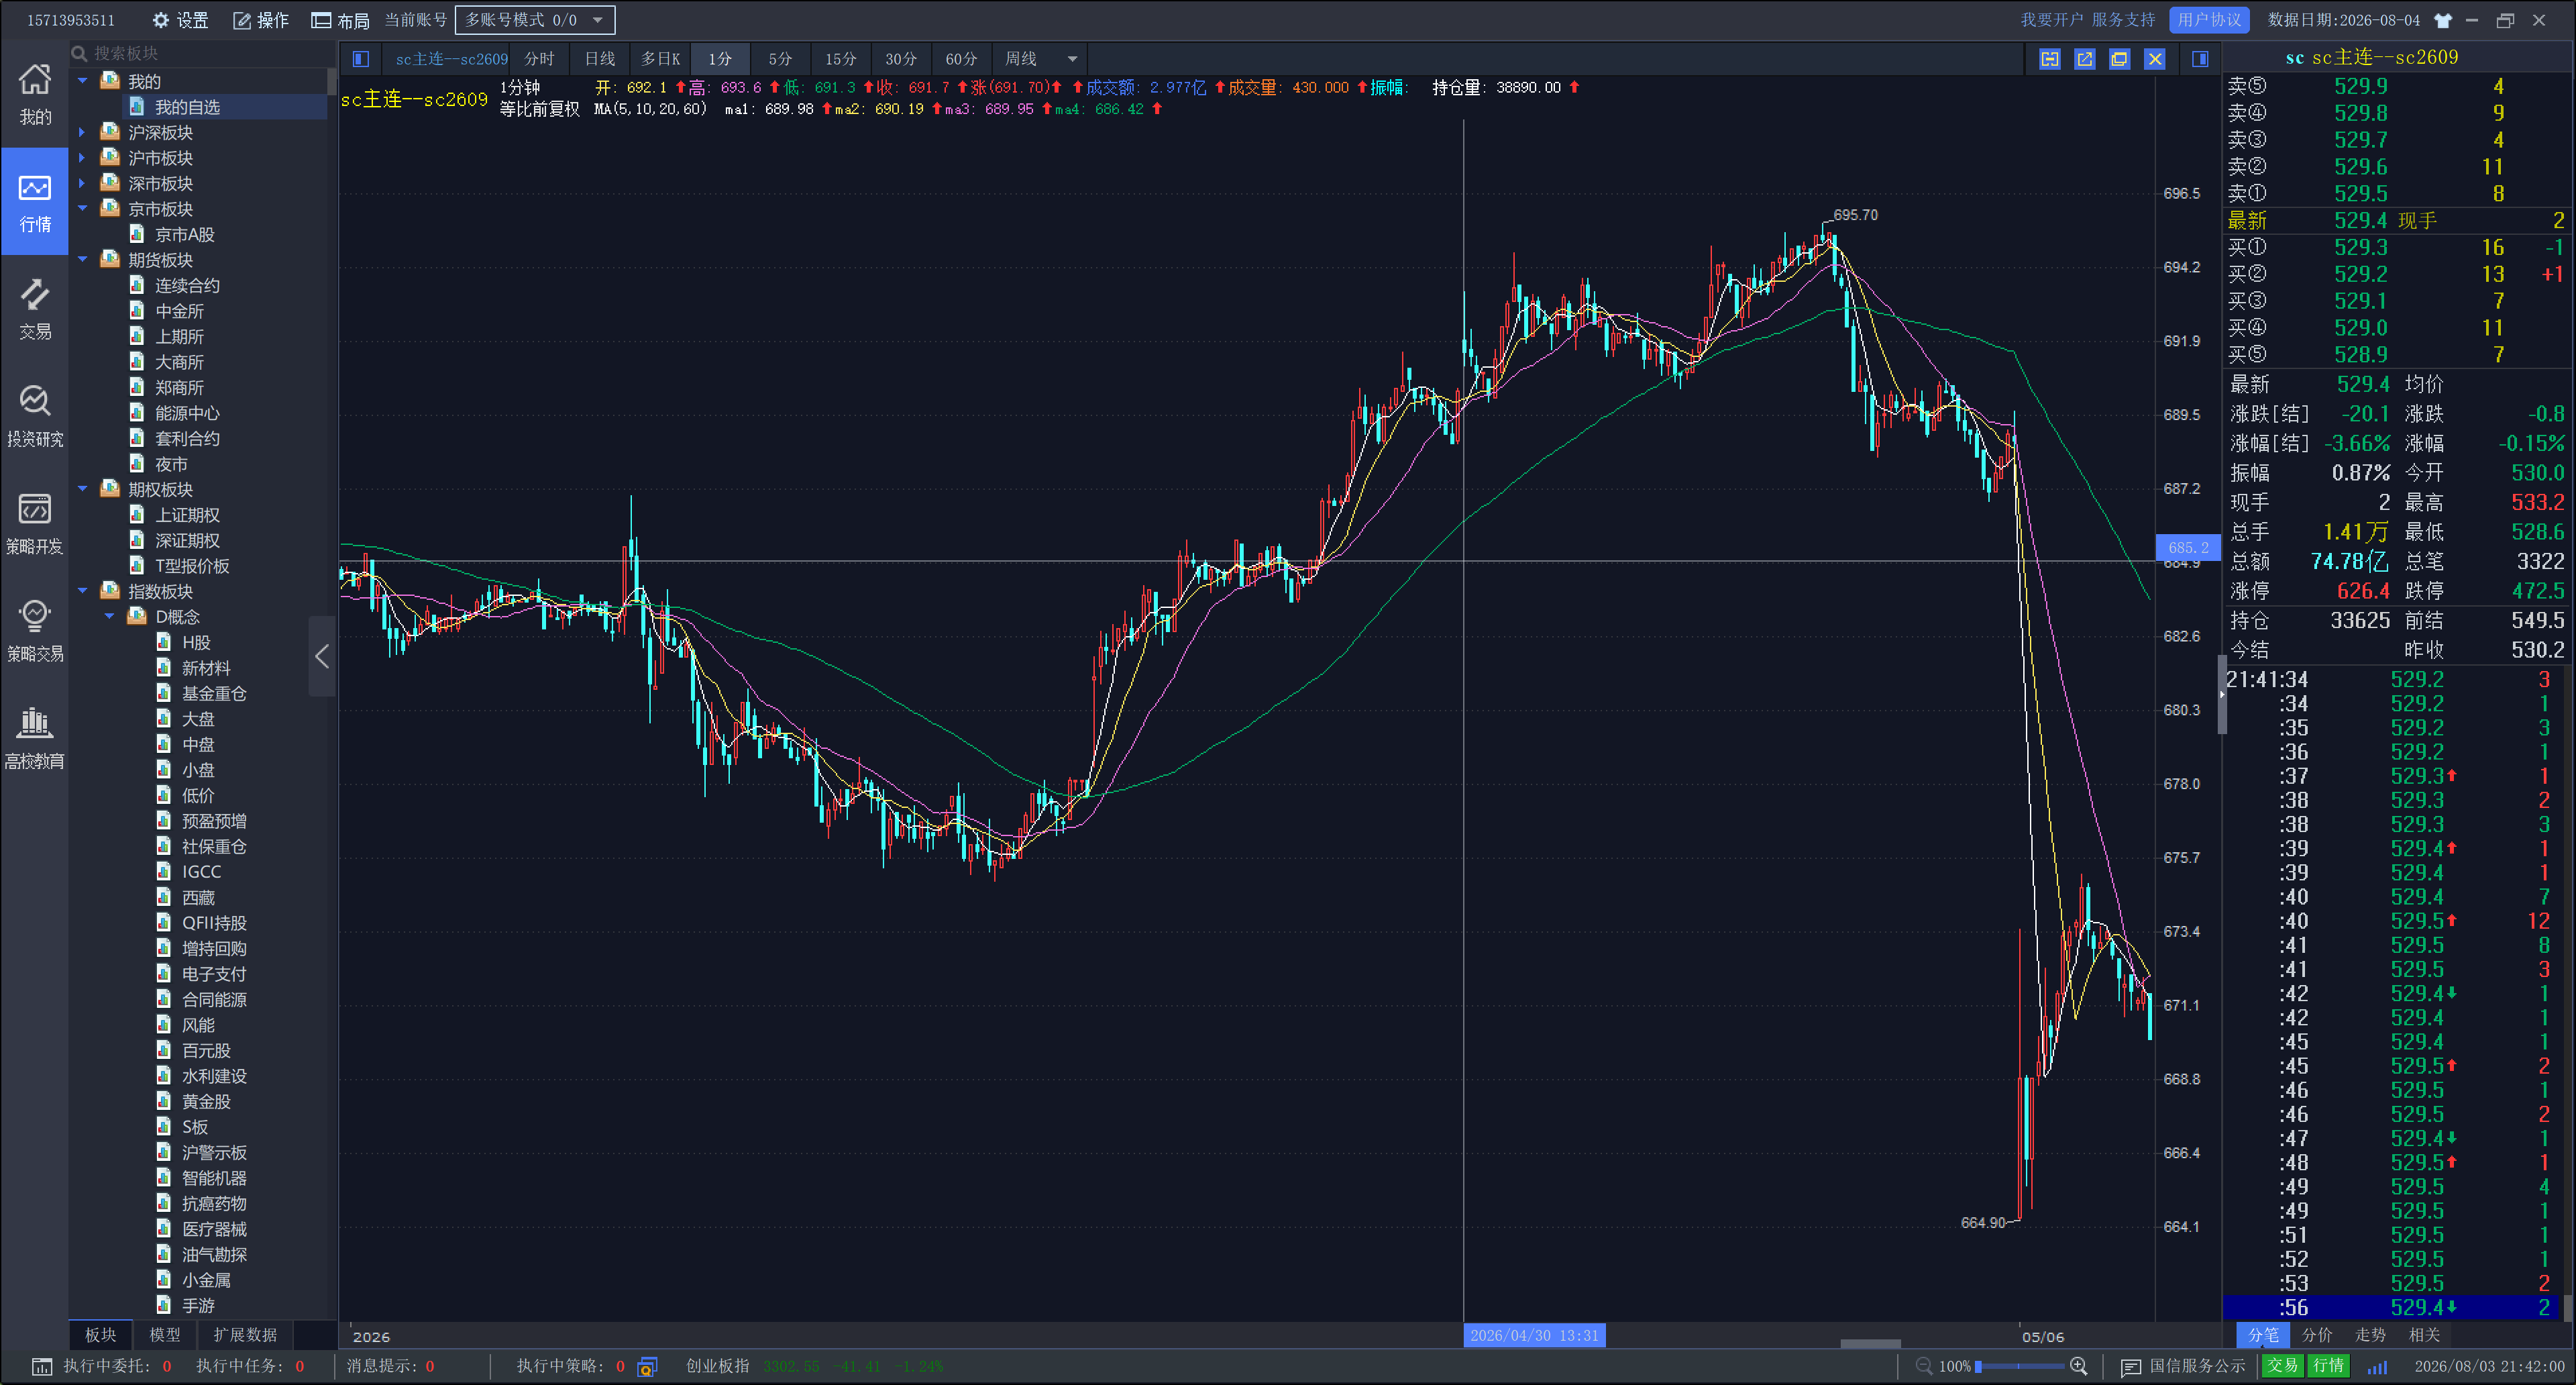 15713953511 设置 操作 布局 当前账号 多账号模式 0/0 我要开户 服务支持 用户协议 数据日期:2026-08-04
搜索板块
我的
行情
交易
投资研究
策略开发
策略交易
高校教育
我的
我的自选
沪深板块
沪市板块
深市板块
京市板块
京市A股
期货板块
连续合约
中金所
上期所
大商所
郑商所
能源中心
套利合约
夜市
期权板块
上证期权
深证期权
T型报价板
指数板块
D概念
H股
新材料
基金重仓
大盘
中盘
小盘
低价
预盈预增
社保重仓
IGCC
西藏
QFII持股
增持回购
电子支付
合同能源
风能
百元股
水利建设
黄金股
S板
沪警示板
智能机器
抗癌药物
医疗器械
油气勘探
小金属
手游
板块 模型 扩展数据
sc主连--sc2609 分时 日线 多日K 1分 5分 15分 30分 60分 周线
sc主连--sc2609
1分钟 开: 692.1 ↑高: 693.6 ↑低: 691.3 ↑收: 691.7 ↑涨(691.70)↑ ↑成交额: 2.977亿 ↑成交量: 430.000 ↑振幅: 持仓量: 38890.00 ↑
等比前复权 MA(5,10,20,60) ma1: 689.98 ↑ma2: 690.19 ↑ma3: 689.95 ↑ma4: 686.42 ↑
695.70
664.90
696.5
694.2
691.9
689.5
687.2
685.2
684.9
682.6
680.3
678.0
675.7
673.4
671.1
668.8
666.4
664.1
2026 2026/04/30 13:31 05/06
sc sc主连--sc2609
卖⑤ 529.9 4
卖④ 529.8 9
卖③ 529.7 4
卖② 529.6 11
卖① 529.5 8
最新 529.4 现手 2
买① 529.3 16 -1
买② 529.2 13 +1
买③ 529.1 7
买④ 529.0 11
买⑤ 528.9 7
最新 529.4 均价
涨跌[结] -20.1 涨跌 -0.8
涨幅[结] -3.66% 涨幅 -0.15%
振幅 0.87% 今开 530.0
现手 2 最高 533.2
总手 1.41万 最低 528.6
总额 74.78亿 总笔 3322
涨停 626.4 跌停 472.5
持仓 33625 前结 549.5
今结 昨收 530.2
21:41:34 529.2 3
:34 529.2 1
:35 529.2 3
:36 529.2 1
:37 529.3↑ 1
:38 529.3 2
:38 529.3 3
:39 529.4↑ 1
:39 529.4 1
:40 529.4 7
:40 529.5↑ 12
:41 529.5 8
:41 529.5 3
:42 529.4↓ 1
:42 529.4 1
:45 529.4 1
:45 529.5↑ 2
:46 529.5 1
:46 529.5 2
:47 529.4↓ 1
:48 529.5↑ 1
:49 529.5 4
:49 529.5 1
:51 529.5 1
:52 529.5 1
:53 529.5 2
:56 529.4↓ 2
分笔 分价 走势 相关
执行中委托: 0 执行中任务: 0 消息提示: 0 执行中策略: 0 创业板指 3302.55 -41.41 -1.24% 100% 国信服务公示 交易 行情 2026/08/03 21:42:00